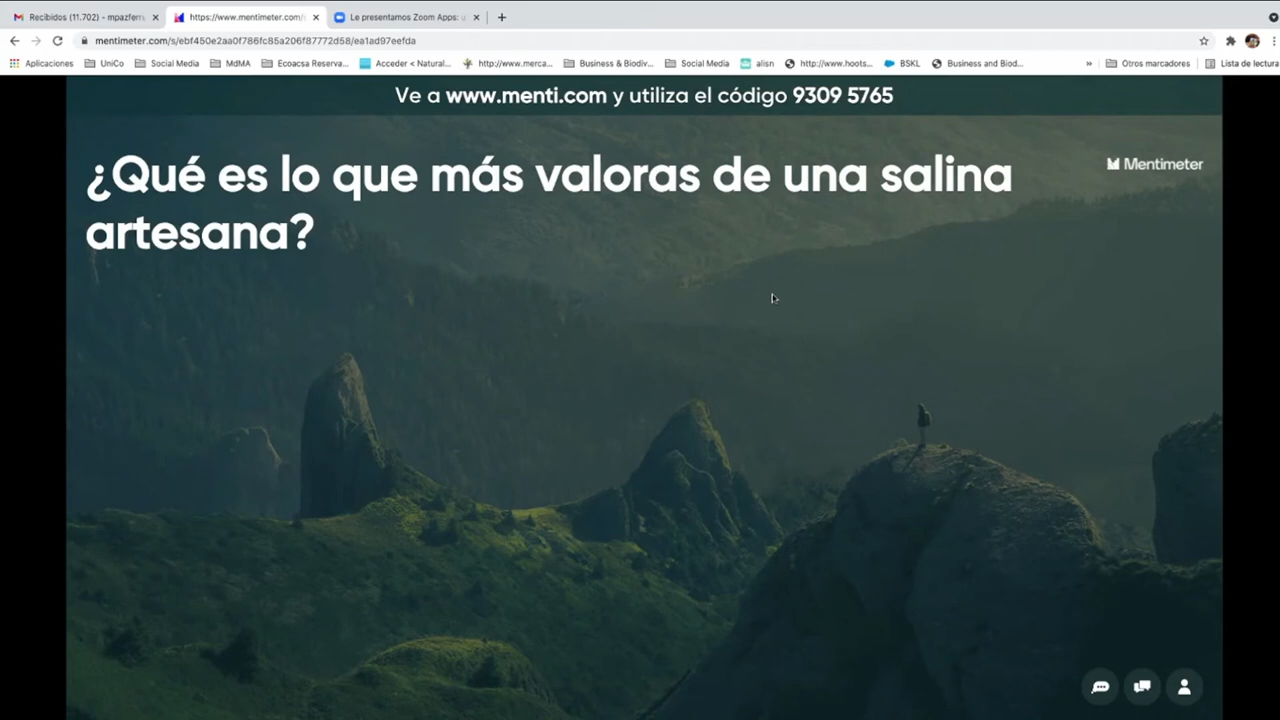 Recibidos (11.702) - mpazferr
https://www.mentimeter.com/s
Le presentamos Zoom Apps: u
mentimeter.com/s/ebf450e2aa0f786fc85a206f87772d58/ea1ad97eefda
Aplicaciones UniCo Social Media MdMA Ecoacsa Reserva... Acceder < Natural... http://www.merca... Business & Biodiv... Social Media alisn http://www.hoots... BSKL Business and Biod... » Otros marcadores Lista de lectura
Ve a www.menti.com y utiliza el código 9309 5765
¿Qué es lo que más valoras de una salina
artesana?
Mentimeter